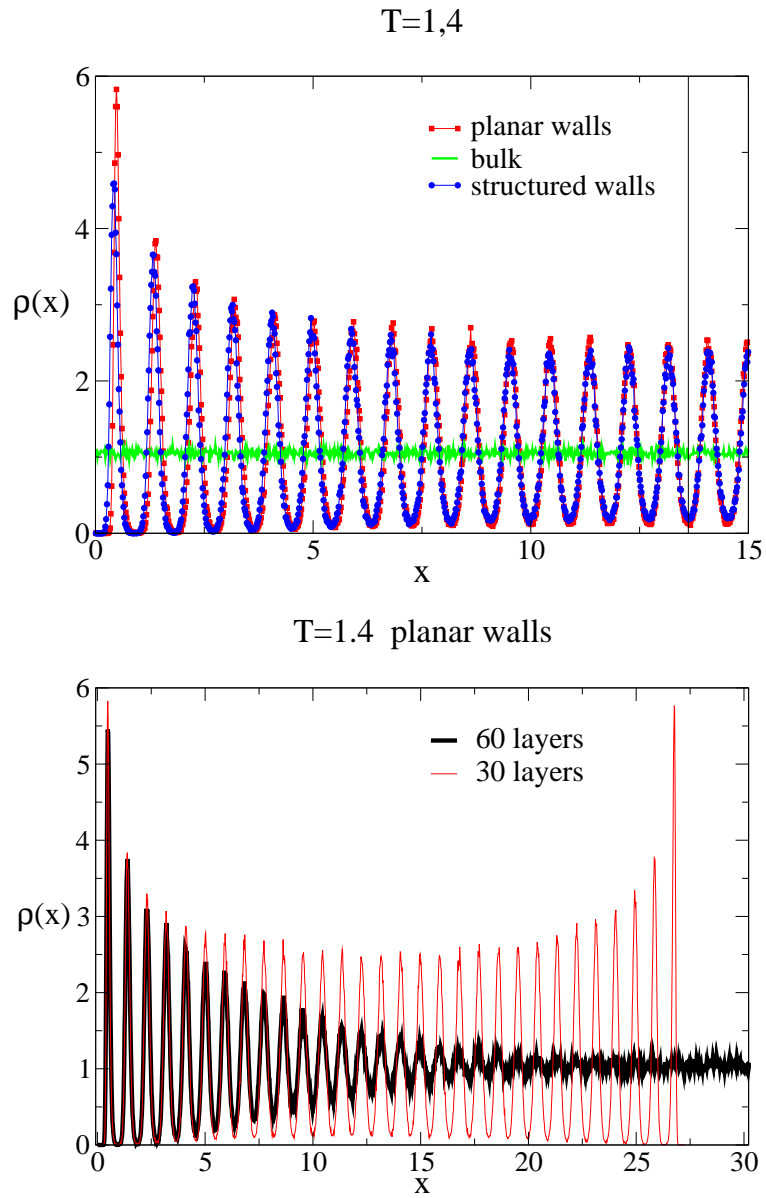 T=1,4
6
4
2
0
ρ(x)
planar walls
bulk
structured walls
0 5 10 15
x
T=1.4 planar walls
6
5
4
3
2
1
0
ρ(x)
60 layers
30 layers
0 5 10 15 20 25 30
x